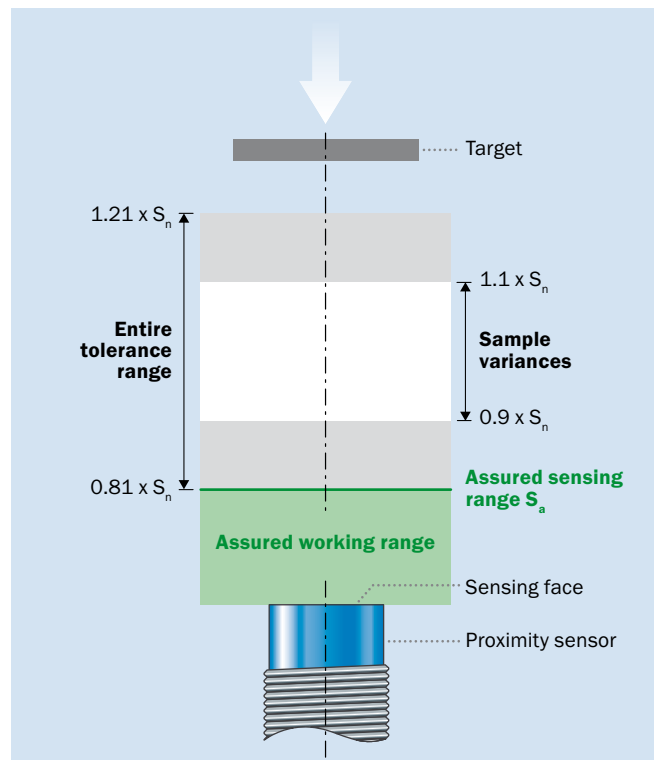 Target
1.21 x Sn
1.1 x Sn
Entire
tolerance
range
Sample
variances
0.9 x Sn
0.81 x Sn
Assured sensing
range Sa
Assured working range
Sensing face
Proximity sensor